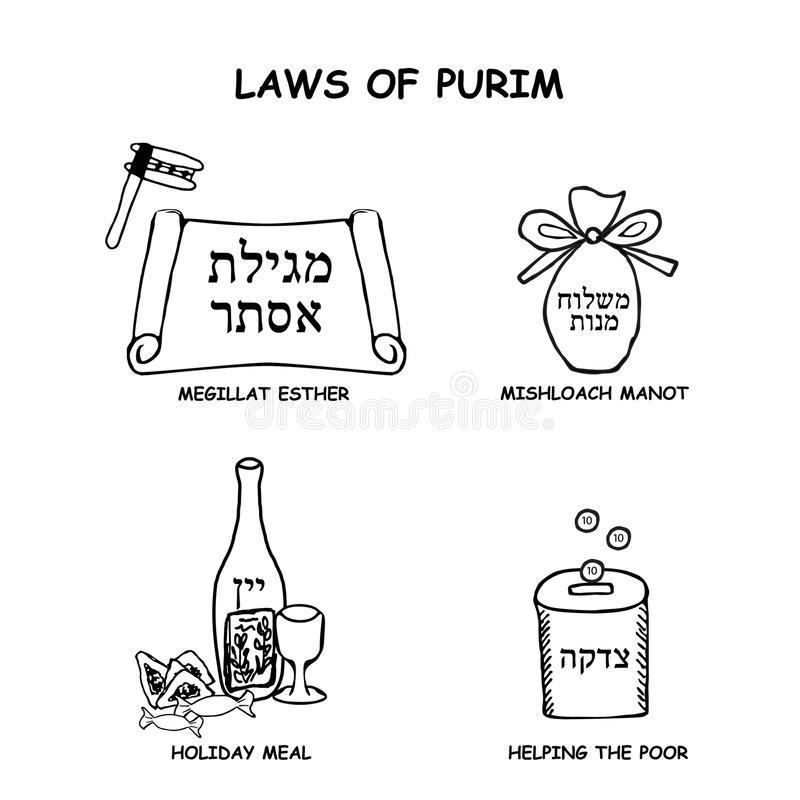 LAWS OF PURIM
מגילת
אסתר
MEGILLAT ESTHER
משלוח
מנות
MISHLOACH MANOT
dreamstime
יין
HOLIDAY MEAL
10
10
10
צדקה
HELPING THE POOR